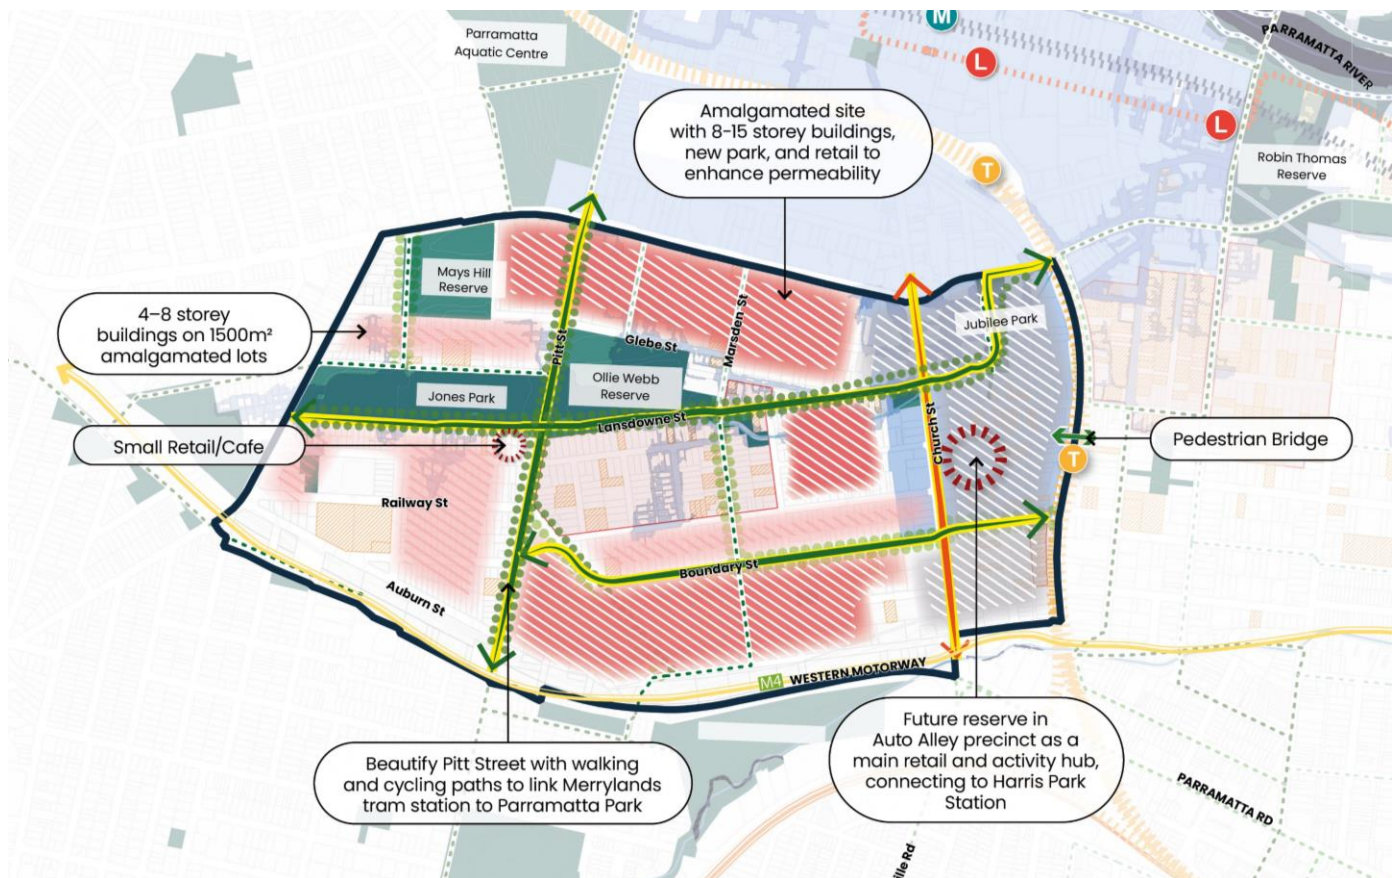 Parramatta
Aquatic Centre
M
L
PARRAMATTA RIVER
L
Robin Thomas
Reserve
T
Amalgamated site
with 8-15 storey buildings,
new park, and retail to
enhance permeability
Mays Hill
Reserve
4–8 storey
buildings on 1500m²
amalgamated lots
Pitt St
Glebe St
Marsden St
Jubilee Park
Jones Park
Ollie Webb
Reserve
Lansdowne St
Church St
Small Retail/Cafe
Pedestrian Bridge
T
Railway St
Boundary St
Auburn St
M4 WESTERN MOTORWAY
Beautify Pitt Street with walking
and cycling paths to link Merrylands
tram station to Parramatta Park
Future reserve in
Auto Alley precinct as a
main retail and activity hub,
connecting to Harris Park
Station
PARRAMATTA RD
ille Rd